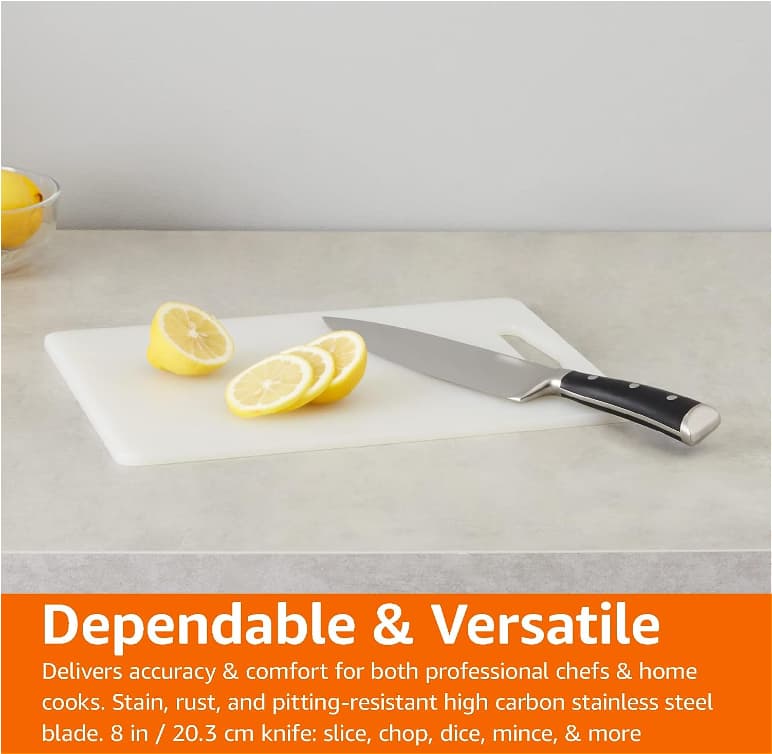 Dependable & Versatile
Delivers accuracy & comfort for both professional chefs & home
cooks. Stain, rust, and pitting-resistant high carbon stainless steel
blade. 8 in / 20.3 cm knife: slice, chop, dice, mince, & more